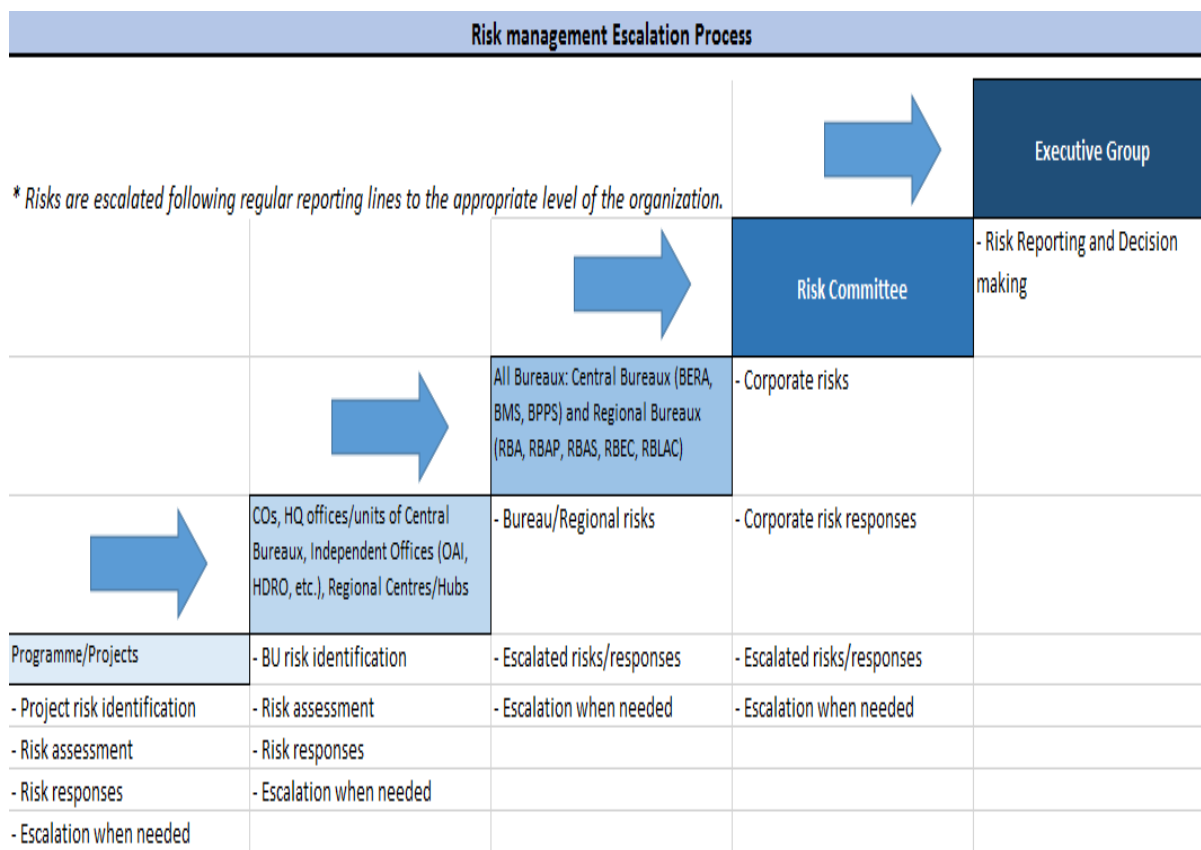 Risk management Escalation Process
Executive Group
* Risks are escalated following regular reporting lines to the appropriate level of the organization.
- Risk Reporting and Decision
making
Risk Committee
All Bureaux: Central Bureaux (BERA,
BMS, BPPS) and Regional Bureaux
(RBA, RBAP, RBAS, RBEC, RBLAC)
- Corporate risks
COs, HQ offices/units of Central
Bureaux, Independent Offices (OAI,
HDRO, etc.), Regional Centres/Hubs
- Bureau/Regional risks
- Corporate risk responses
Programme/Projects
- BU risk identification
- Escalated risks/responses
- Escalated risks/responses
- Project risk identification
- Risk assessment
- Escalation when needed
- Escalation when needed
- Risk assessment
- Risk responses
- Risk responses
- Escalation when needed
- Escalation when needed